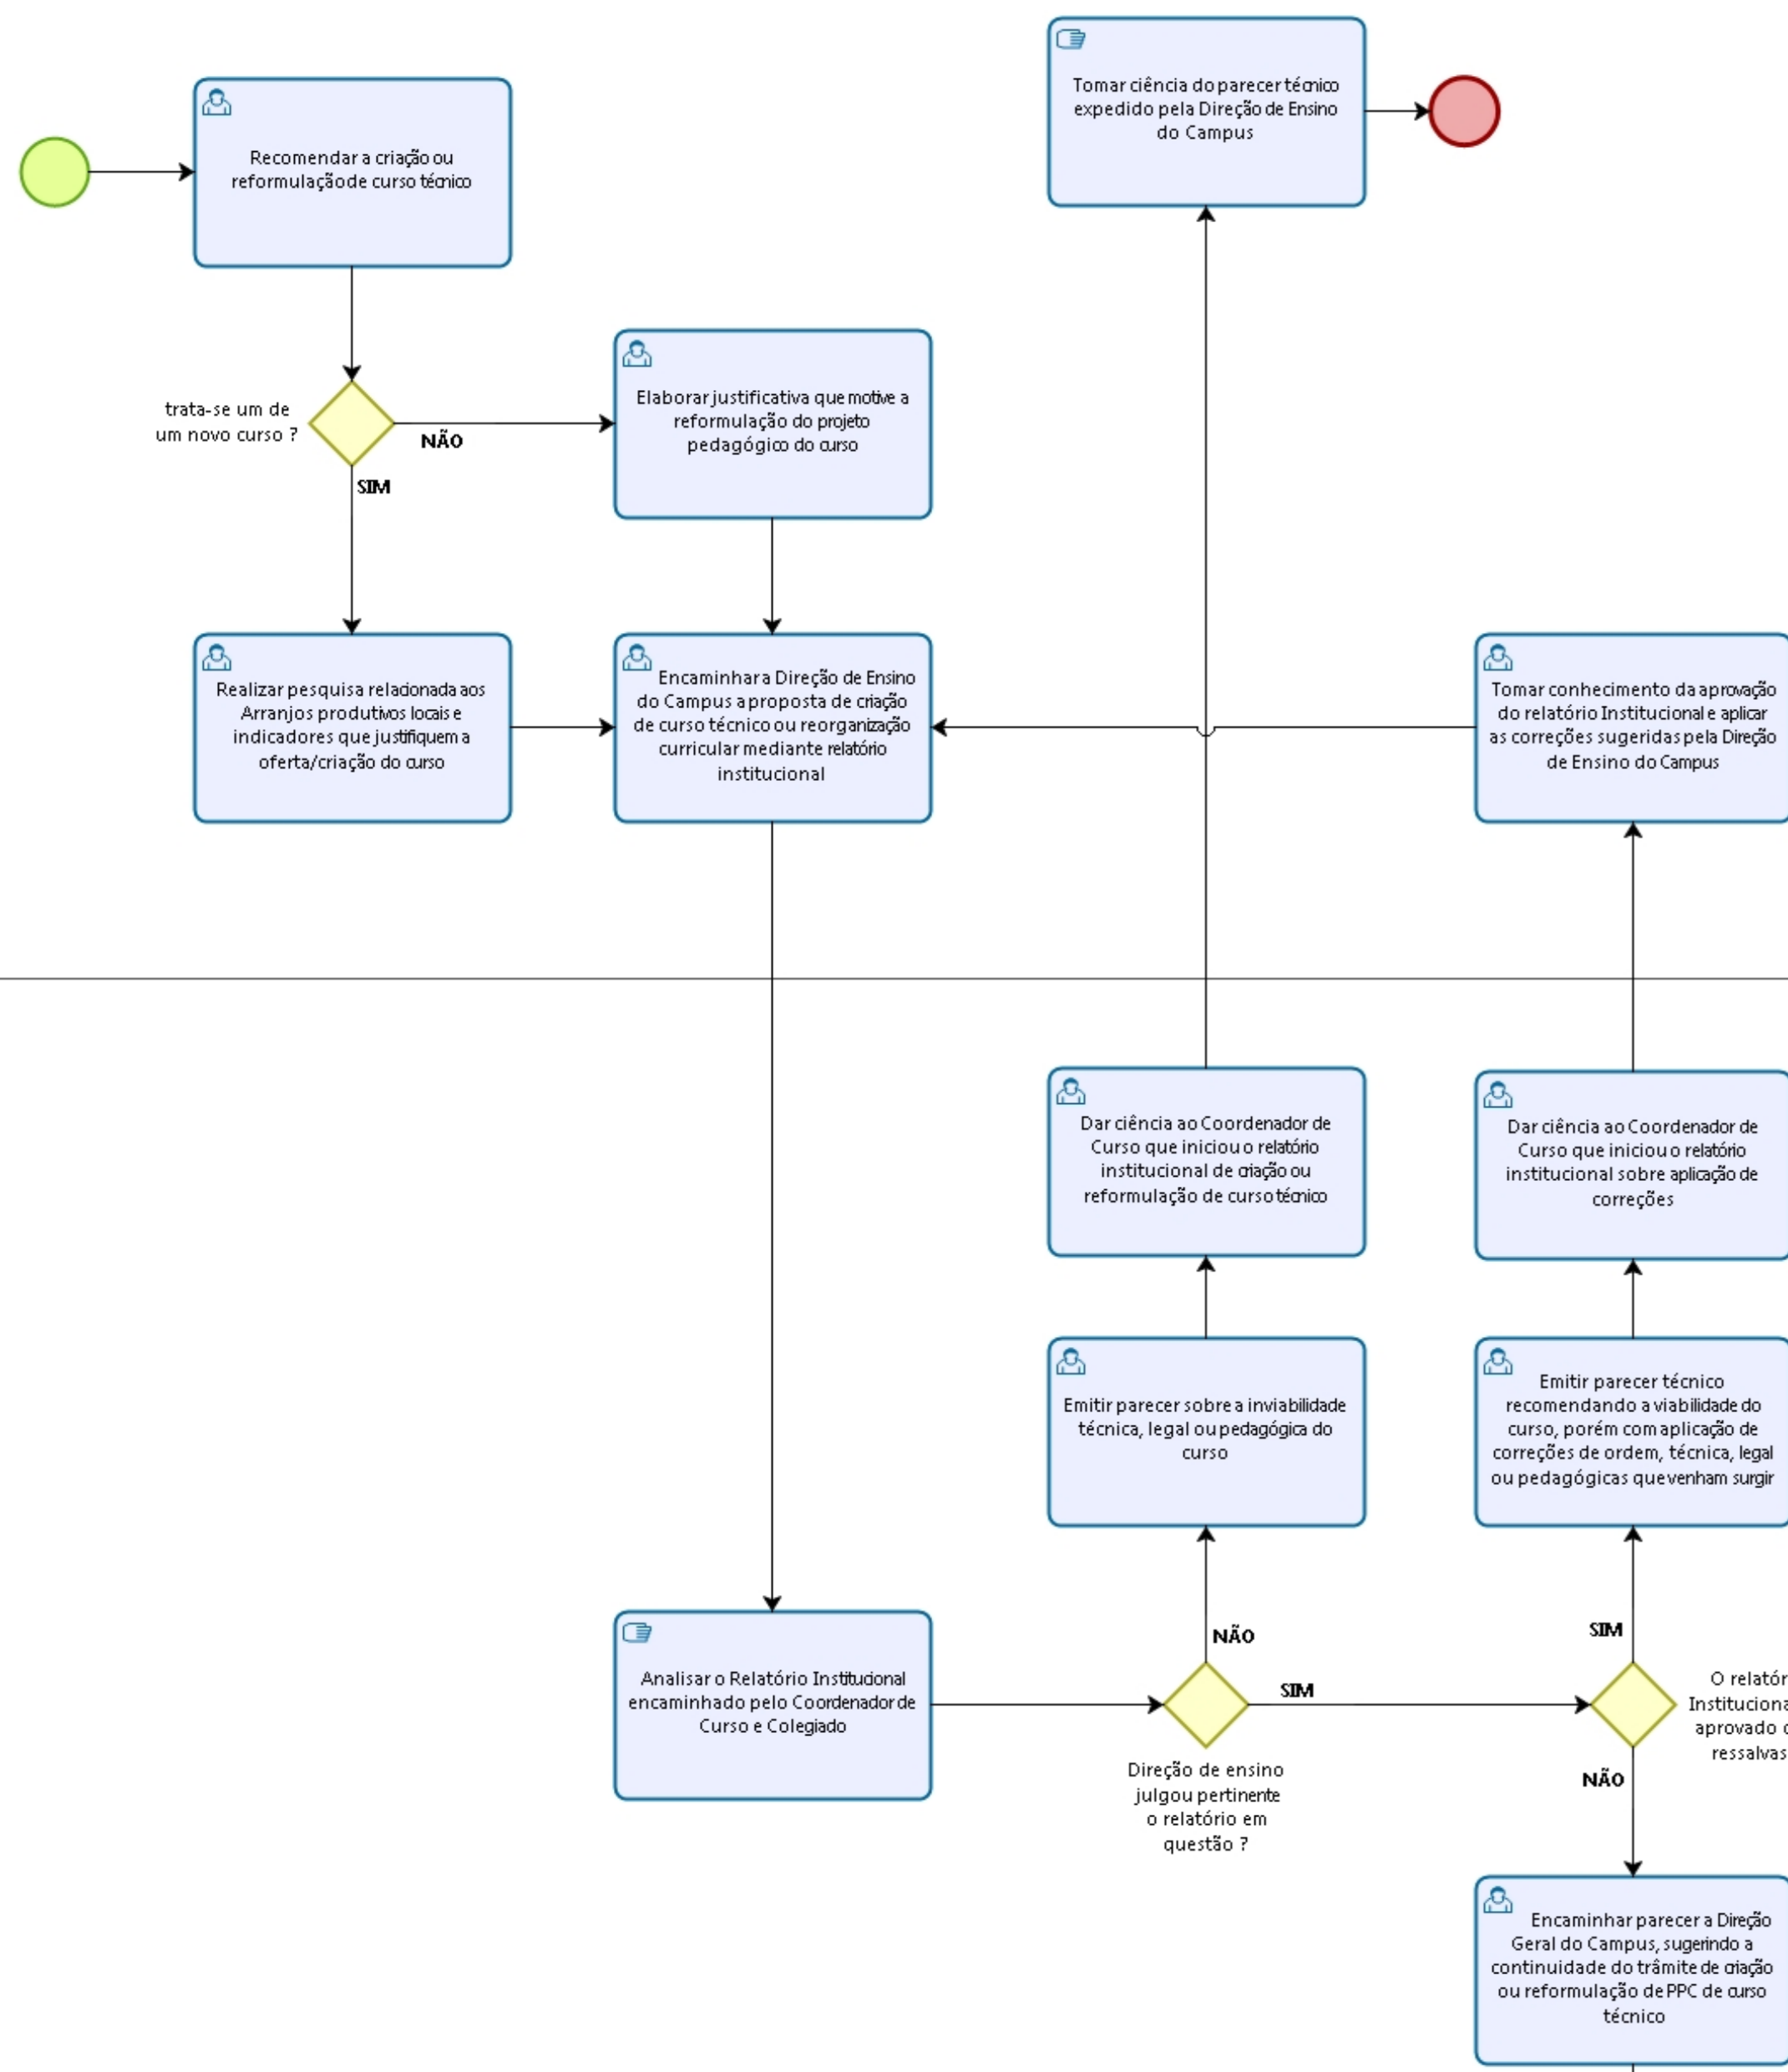 Tomar ciência do parecer técnico
expedido pela Direção de Ensino
do Campus
Recomendar a criação ou
reformulação de curso técnico
trata-se um de
um novo curso ?
NÃO
SIM
Elaborar justificativa que motive a
reformulação do projeto
pedagógico do curso
Realizar pesquisa relacionada aos
Arranjos produtivos locais e
indicadores que justifiquem a
oferta/criação do curso
Encaminhar a Direção de Ensino
do Campus a proposta de criação
de curso técnico ou reorganização
curricular mediante relatório
institucional
Tomar conhecimento da aprovação
do relatório Institucional e aplicar
as correções sugeridas pela Direção
de Ensino do Campus
Dar ciência ao Coordenador de
Curso que iniciou o relatório
institucional de criação ou
reformulação de curso técnico
Dar ciência ao Coordenador de
Curso que iniciou o relatório
institucional sobre aplicação de
correções
Emitir parecer sobre a inviabilidade
técnica, legal ou pedagógica do
curso
Emitir parecer técnico
recomendando a viabilidade do
curso, porém com aplicação de
correções de ordem, técnica, legal
ou pedagógicas que venham surgir
Analisar o Relatório Institucional
encaminhado pelo Coordenador de
Curso e Colegiado
NÃO
SIM
Direção de ensino
julgou pertinente
o relatório em
questão ?
SIM
NÃO
O
aprovado
ressalvas
Encaminhar parecer a Direção
Geral do Campus, sugerindo a
continuidade do trâmite de criação
ou reformulação de PPC de curso
técnico